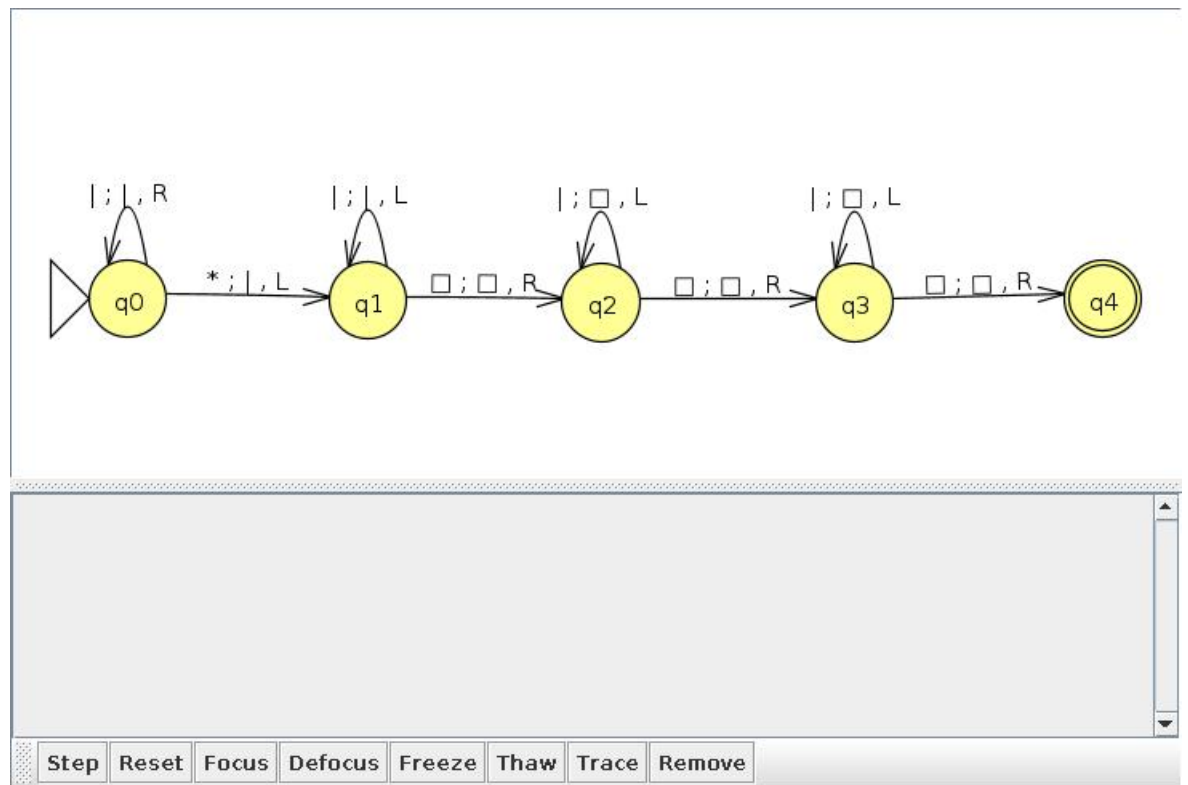 | ; | , R
| ; | , L
| ; □ , L
| ; □ , L
* ; | , L
□ ; □ , R
□ ; □ , R
□ ; □ , R
q0
q1
q2
q3
q4
Step Reset Focus Defocus Freeze Thaw Trace Remove